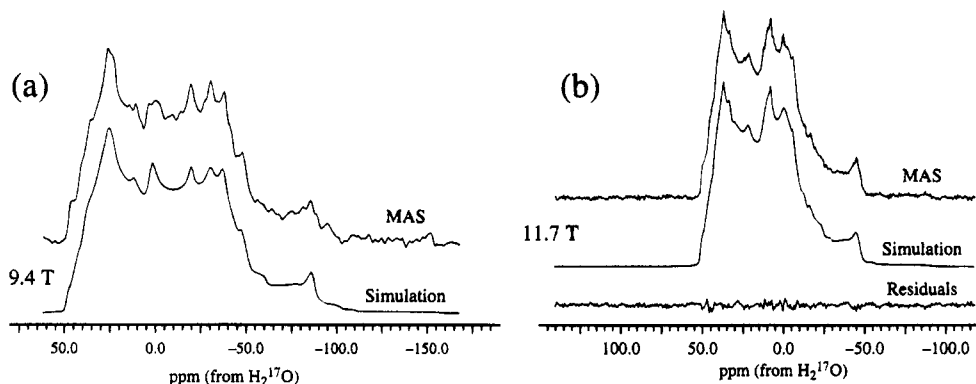 (a)
MAS
9.4 T
Simulation
50.0 0.0 −50.0 −100.0 −150.0
ppm (from H₂¹⁷O)
(b)
MAS
11.7 T
Simulation
Residuals
100.0 50.0 0.0 −50.0 −100.0
ppm (from H₂¹⁷O)